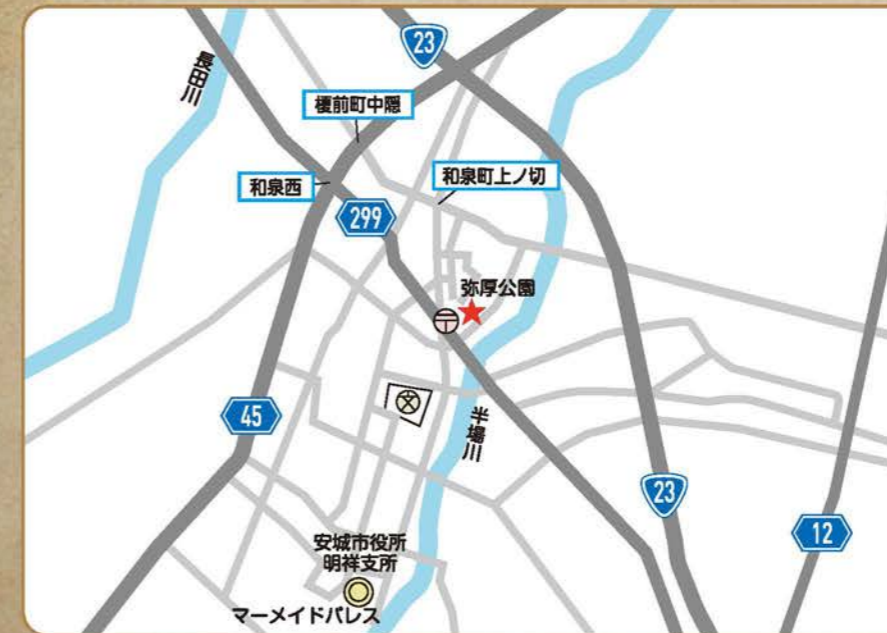 23
長田川
榎前町中隠
和泉西
和泉町上ノ切
299
弥厚公園
〒
文
45
半場川
23
12
安城市役所
明祥支所
マーメイドパレス